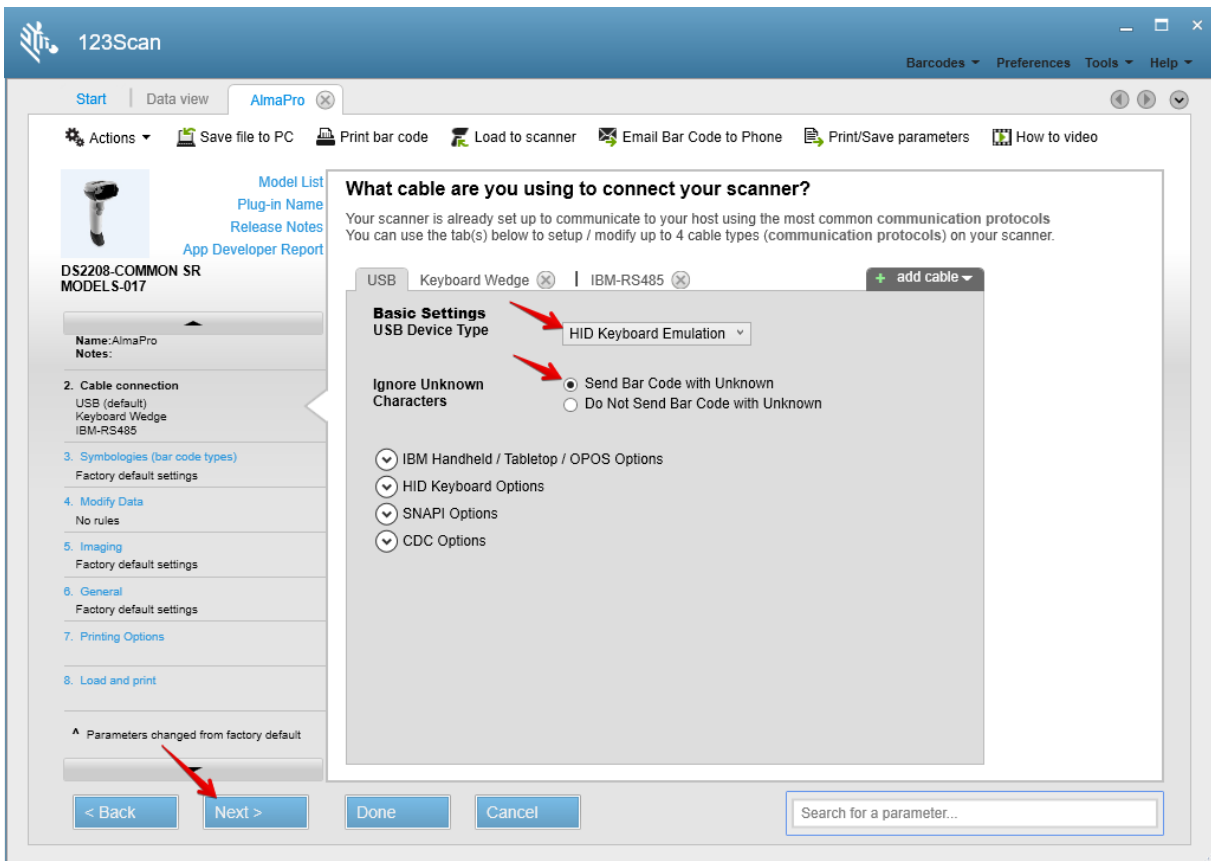 123Scan
Barcodes Preferences Tools Help
Start Data view AlmaPro
Actions Save file to PC Print bar code Load to scanner Email Bar Code to Phone Print/Save parameters How to video
Model List
Plug-in Name
Release Notes
App Developer Report
DS2208-COMMON SR
MODELS-017
Name:AlmaPro
Notes:
2. Cable connection
USB (default)
Keyboard Wedge
IBM-RS485
3. Symbologies (bar code types)
Factory default settings
4. Modify Data
No rules
5. Imaging
Factory default settings
6. General
Factory default settings
7. Printing Options
8. Load and print
^ Parameters changed from factory default
What cable are you using to connect your scanner?
Your scanner is already set up to communicate to your host using the most common communication protocols
You can use the tab(s) below to setup / modify up to 4 cable types (communication protocols) on your scanner.
USB Keyboard Wedge IBM-RS485 + add cable
Basic Settings
USB Device Type HID Keyboard Emulation
Ignore Unknown Characters
Send Bar Code with Unknown
Do Not Send Bar Code with Unknown
IBM Handheld / Tabletop / OPOS Options
HID Keyboard Options
SNAPI Options
CDC Options
< Back Next > Done Cancel Search for a parameter...